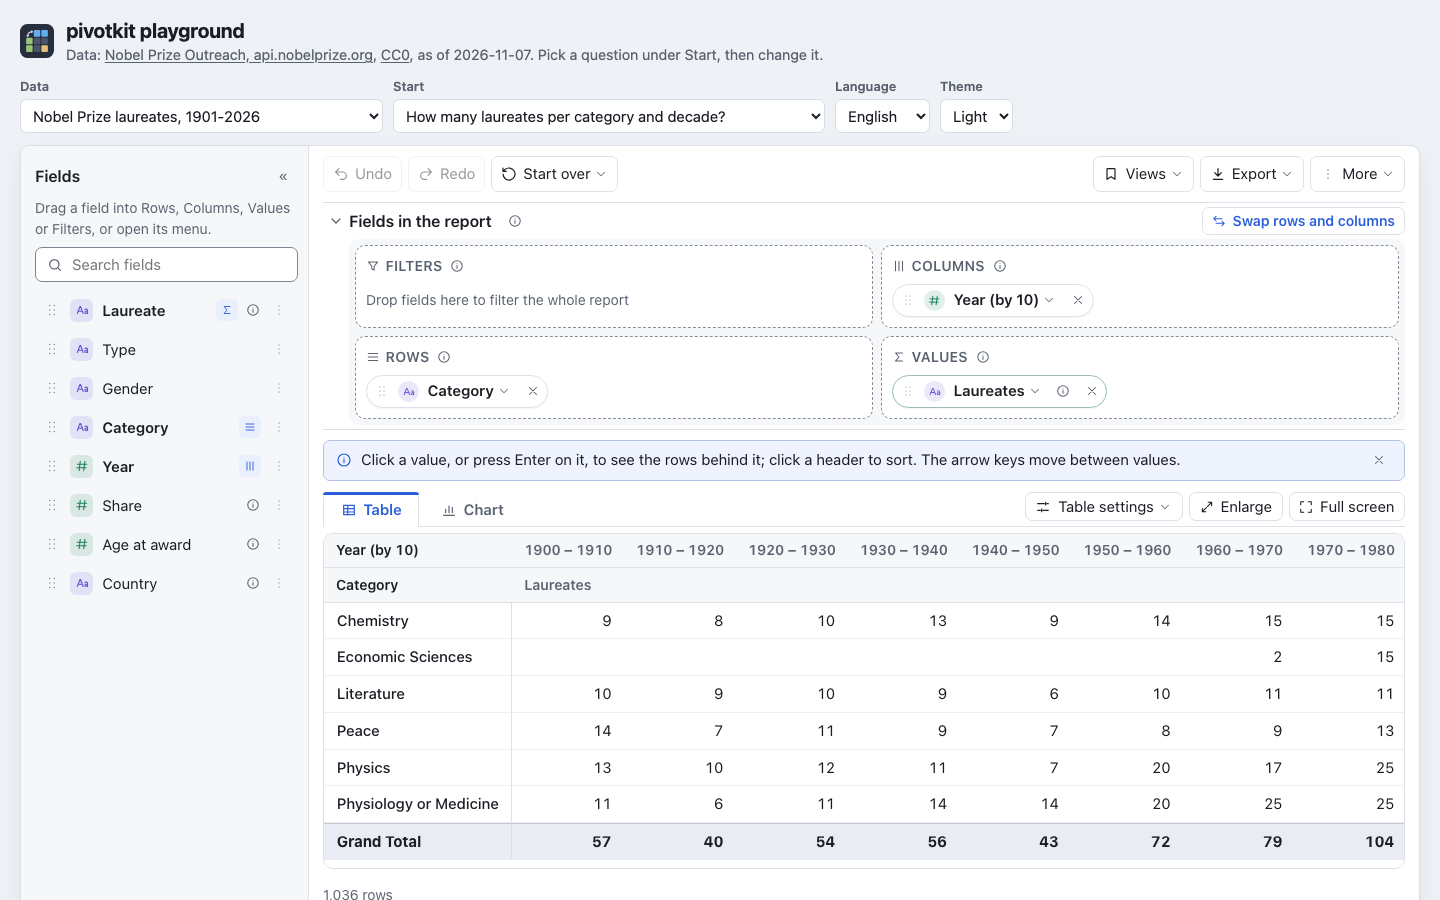 pivotkit playground
Data: Nobel Prize Outreach, api.nobelprize.org, CC0, as of 2026-11-07. Pick a question under Start, then change it.
Data Start Language Theme
Nobel Prize laureates, 1901-2026 How many laureates per category and decade? English Light
Fields «
Drag a field into Rows, Columns, Values
or Filters, or open its menu.
Search fields
Aa Laureate Σ
Aa Type
Aa Gender
Aa Category
# Year
# Share
# Age at award
Aa Country
Undo Redo Start over Views Export More
Fields in the report Swap rows and columns
FILTERS
Drop fields here to filter the whole report
COLUMNS
# Year (by 10)
ROWS
Aa Category
Σ VALUES
Aa Laureates
Click a value, or press Enter on it, to see the rows behind it; click a header to sort. The arrow keys move between values.
Table Chart Table settings Enlarge Full screen
Year (by 10) 1900 – 1910 1910 – 1920 1920 – 1930 1930 – 1940 1940 – 1950 1950 – 1960 1960 – 1970 1970 – 1980
Category Laureates
Chemistry 9 8 10 13 9 14 15 15
Economic Sciences 2 15
Literature 10 9 10 9 6 10 11 11
Peace 14 7 11 9 7 8 9 13
Physics 13 10 12 11 7 20 17 25
Physiology or Medicine 11 6 11 14 14 20 25 25
Grand Total 57 40 54 56 43 72 79 104
1,036 rows